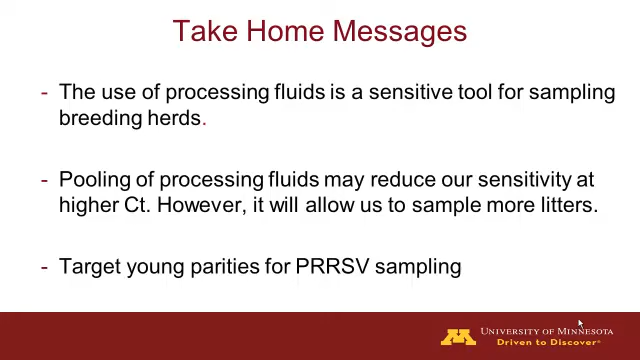 Take Home Messages
- The use of processing fluids is a sensitive tool for sampling
breeding herds.
- Pooling of processing fluids may reduce our sensitivity at
higher Ct. However, it will allow us to sample more litters.
- Target young parities for PRRSV sampling
M
UNIVERSITY OF MINNESOTA
Driven to Discover®